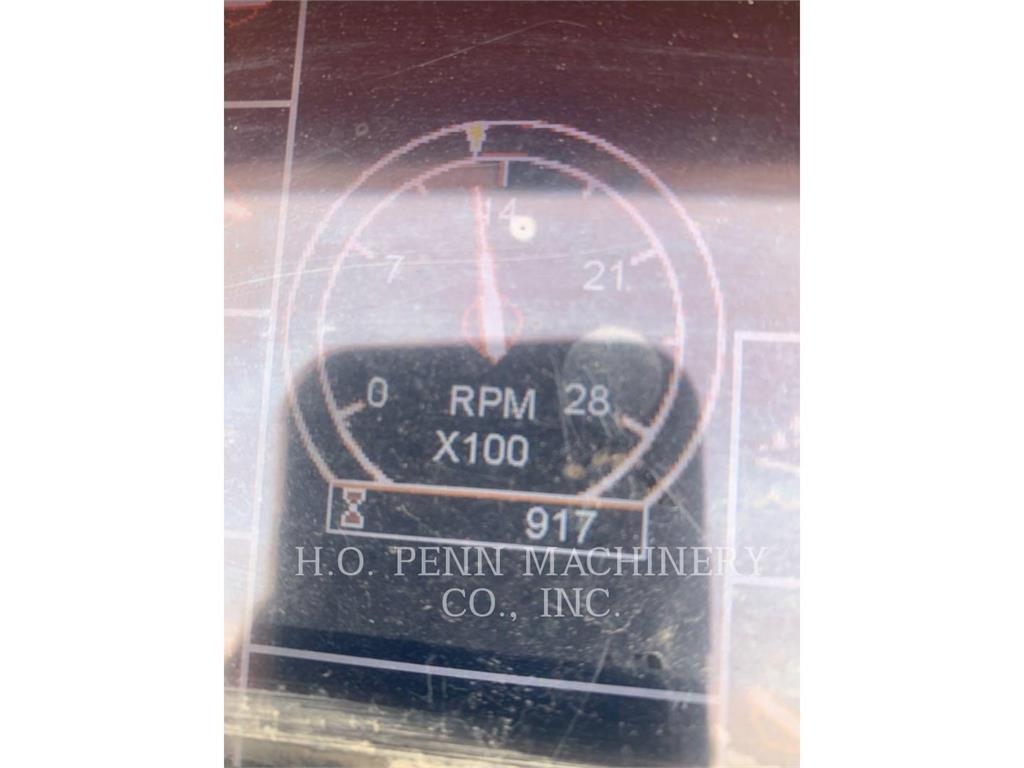 14
7
21
0
RPM
28
X100
917
H.O. PENN MACHINERY
CO., INC.